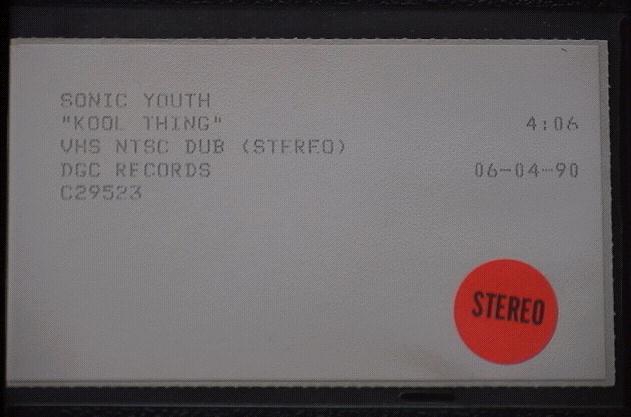 SONIC YOUTH
"KOOL THING" 4:06
VHS NTSC DUB (STEREO)
DGC RECORDS 06-04-90
C29523
STEREO